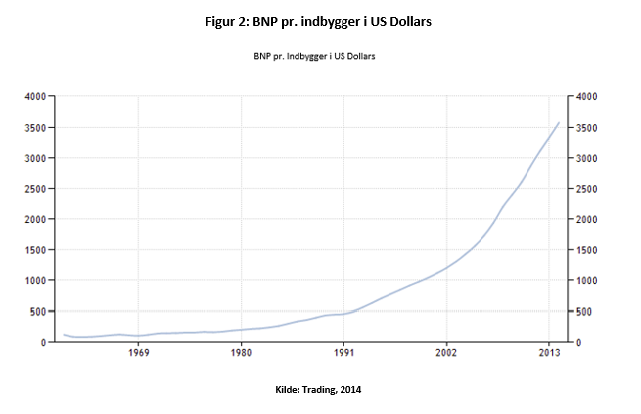 Figur 2: BNP pr. indbygger i US Dollars
BNP pr. Indbygger i US Dollars
4000 4000
3500 3500
3000 3000
2500 2500
2000 2000
1500 1500
1000 1000
500 500
0 0
1969 1980 1991 2002 2013
Kilde: Trading, 2014